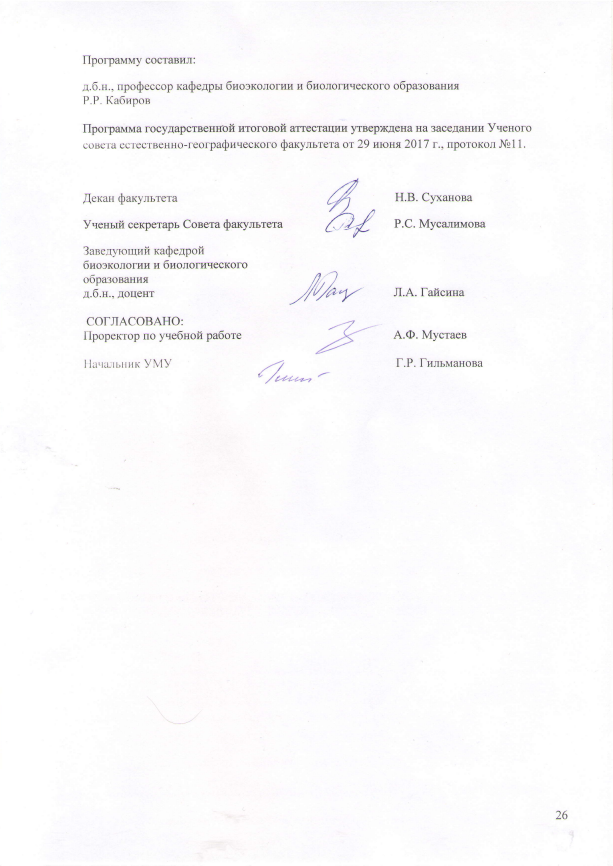 Программу составил:
д.б.н., профессор кафедры биоэкологии и биологического образования
Р.Р. Кабиров
Программа государственной итоговой аттестации утверждена на заседании Ученого
совета естественно-географического факультета от 29 июня 2017 г., протокол №11.
Декан факультета Н.В. Суханова
Ученый секретарь Совета факультета Р.С. Мусалимова
Заведующий кафедрой
биоэкологии и биологического
образования
д.б.н., доцент Л.А. Гайсина
СОГЛАСОВАНО:
Проректор по учебной работе А.Ф. Мустаев
Начальник УМУ Г.Р. Гильманова
26